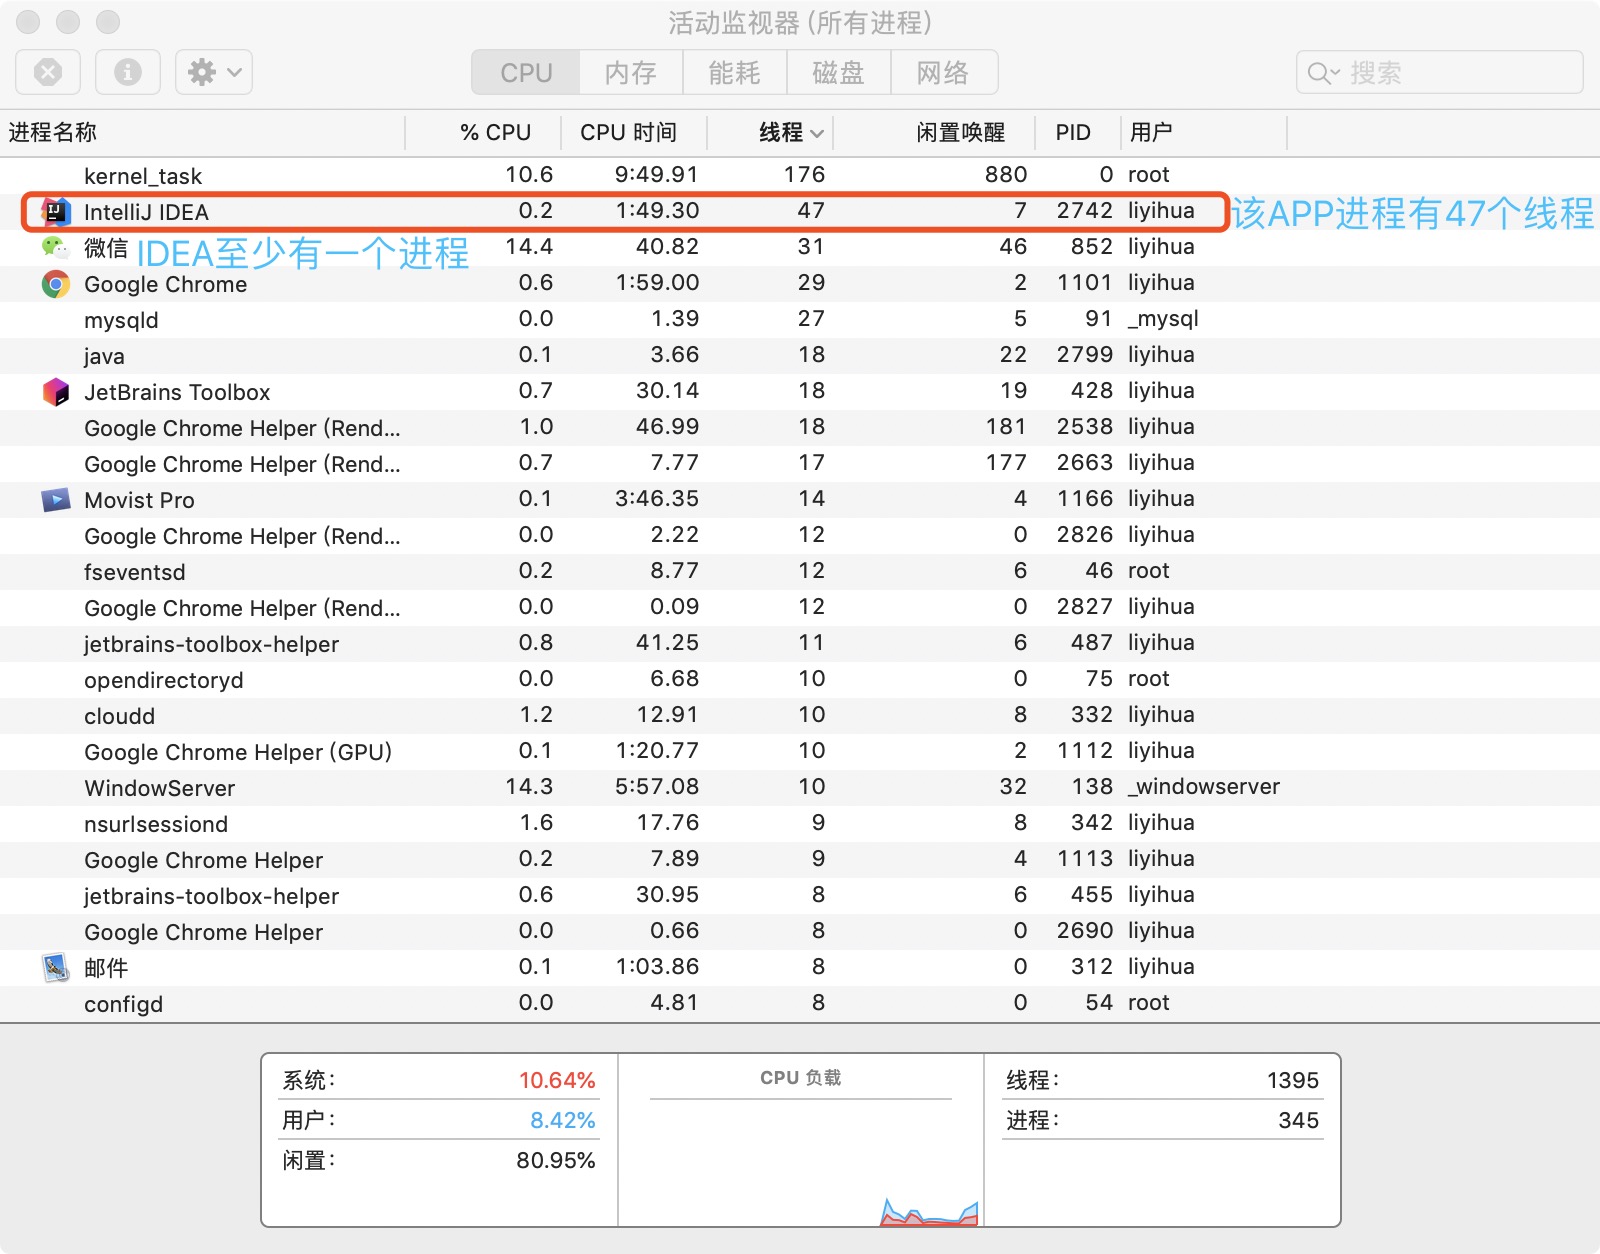 活动监视器 (所有进程)
CPU 内存 能耗 磁盘 网络 搜索
进程名称 % CPU CPU 时间 线程 闲置唤醒 PID 用户
kernel_task 10.6 9:49.91 176 880 0 root
IntelliJ IDEA 0.2 1:49.30 47 7 2742 liyihua 该APP进程有47个线程
微信 IDEA至少有一个进程 14.4 40.82 31 46 852 liyihua
Google Chrome 0.6 1:59.00 29 2 1101 liyihua
mysqld 0.0 1.39 27 5 91 _mysql
java 0.1 3.66 18 22 2799 liyihua
JetBrains Toolbox 0.7 30.14 18 19 428 liyihua
Google Chrome Helper (Rend... 1.0 46.99 18 181 2538 liyihua
Google Chrome Helper (Rend... 0.7 7.77 17 177 2663 liyihua
Movist Pro 0.1 3:46.35 14 4 1166 liyihua
Google Chrome Helper (Rend... 0.0 2.22 12 0 2826 liyihua
fseventsd 0.2 8.77 12 6 46 root
Google Chrome Helper (Rend... 0.0 0.09 12 0 2827 liyihua
jetbrains-toolbox-helper 0.8 41.25 11 6 487 liyihua
opendirectoryd 0.0 6.68 10 0 75 root
cloudd 1.2 12.91 10 8 332 liyihua
Google Chrome Helper (GPU) 0.1 1:20.77 10 2 1112 liyihua
WindowServer 14.3 5:57.08 10 32 138 _windowserver
nsurlsessiond 1.6 17.76 9 8 342 liyihua
Google Chrome Helper 0.2 7.89 9 4 1113 liyihua
jetbrains-toolbox-helper 0.6 30.95 8 6 455 liyihua
Google Chrome Helper 0.0 0.66 8 0 2690 liyihua
邮件 0.1 1:03.86 8 0 312 liyihua
configd 0.0 4.81 8 0 54 root
系统: 10.64% CPU 负载 线程: 1395
用户: 8.42% 进程: 345
闲置: 80.95%